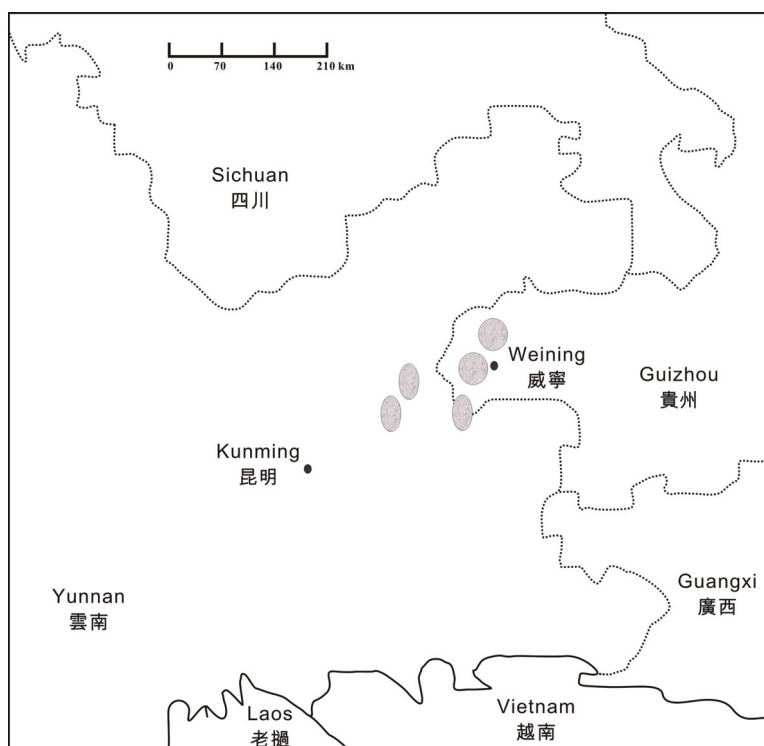 0 70 140 210 km
Sichuan
四川
Weining
威寧
Guizhou
貴州
Kunming
昆明
Yunnan
雲南
Guangxi
廣西
Laos
老撾
Vietnam
越南